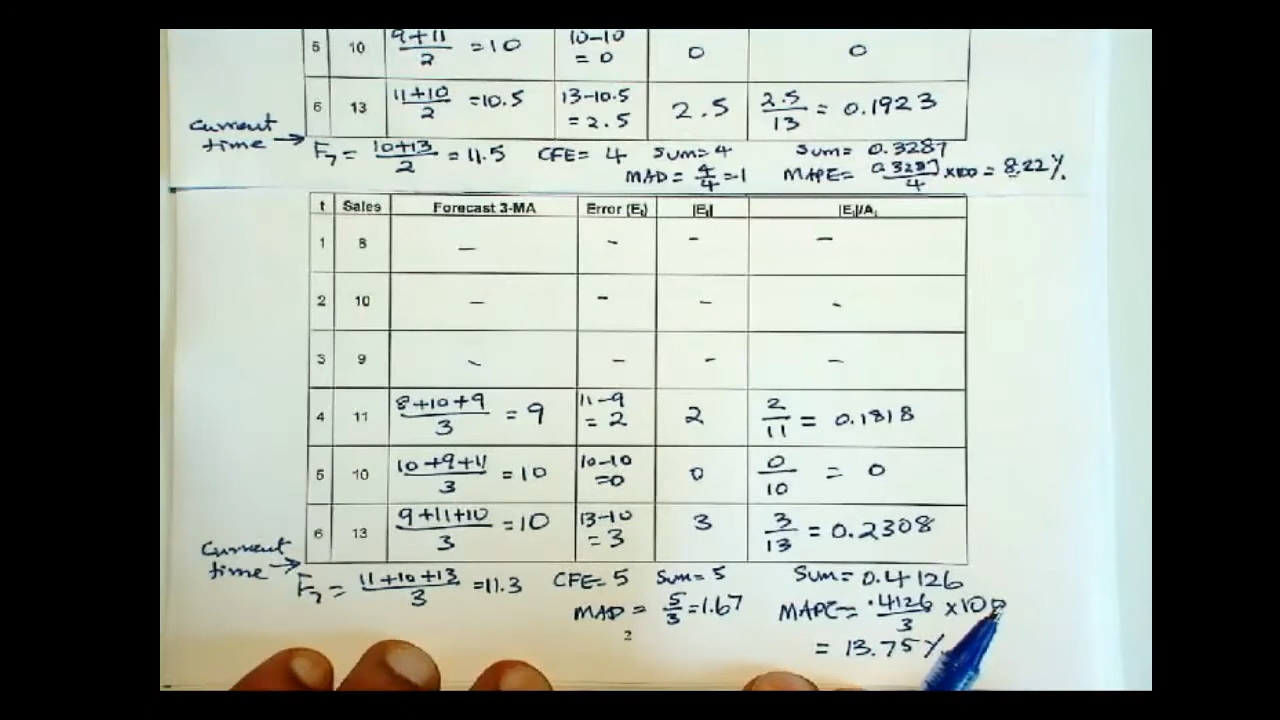 5 10 9+11/2 =10 10-10 = 0 0 0
6 13 11+10/2 =10.5 13-10.5 = 2.5 2.5 2.5/13 = 0.1923
Current time →
F7 = 10+13/2 = 11.5 CFE= 4 Sum=4 Sum= 0.3287
MAD = 4/4 =1 MAPE= 0.3287/4 ×100 = 8.22%.
t Sales Forecast 3-MA Error (Et) |Et| |Et|/At
1 8 – – – –
2 10 – – – –
3 9 – – – –
4 11 8+10+9/3 = 9 11-9 = 2 2 2/11 = 0.1818
5 10 10+9+11/3 =10 10-10 =0 0 0/10 = 0
6 13 9+11+10/3 =10 13-10 = 3 3 3/13 = 0.2308
Current time →
F7 = 11+10+13/3 =11.3 CFE= 5 Sum= 5 Sum= 0.4126
MAD = 5/3 =1.67 MAPE= .4126/3 ×100
2
= 13.75%